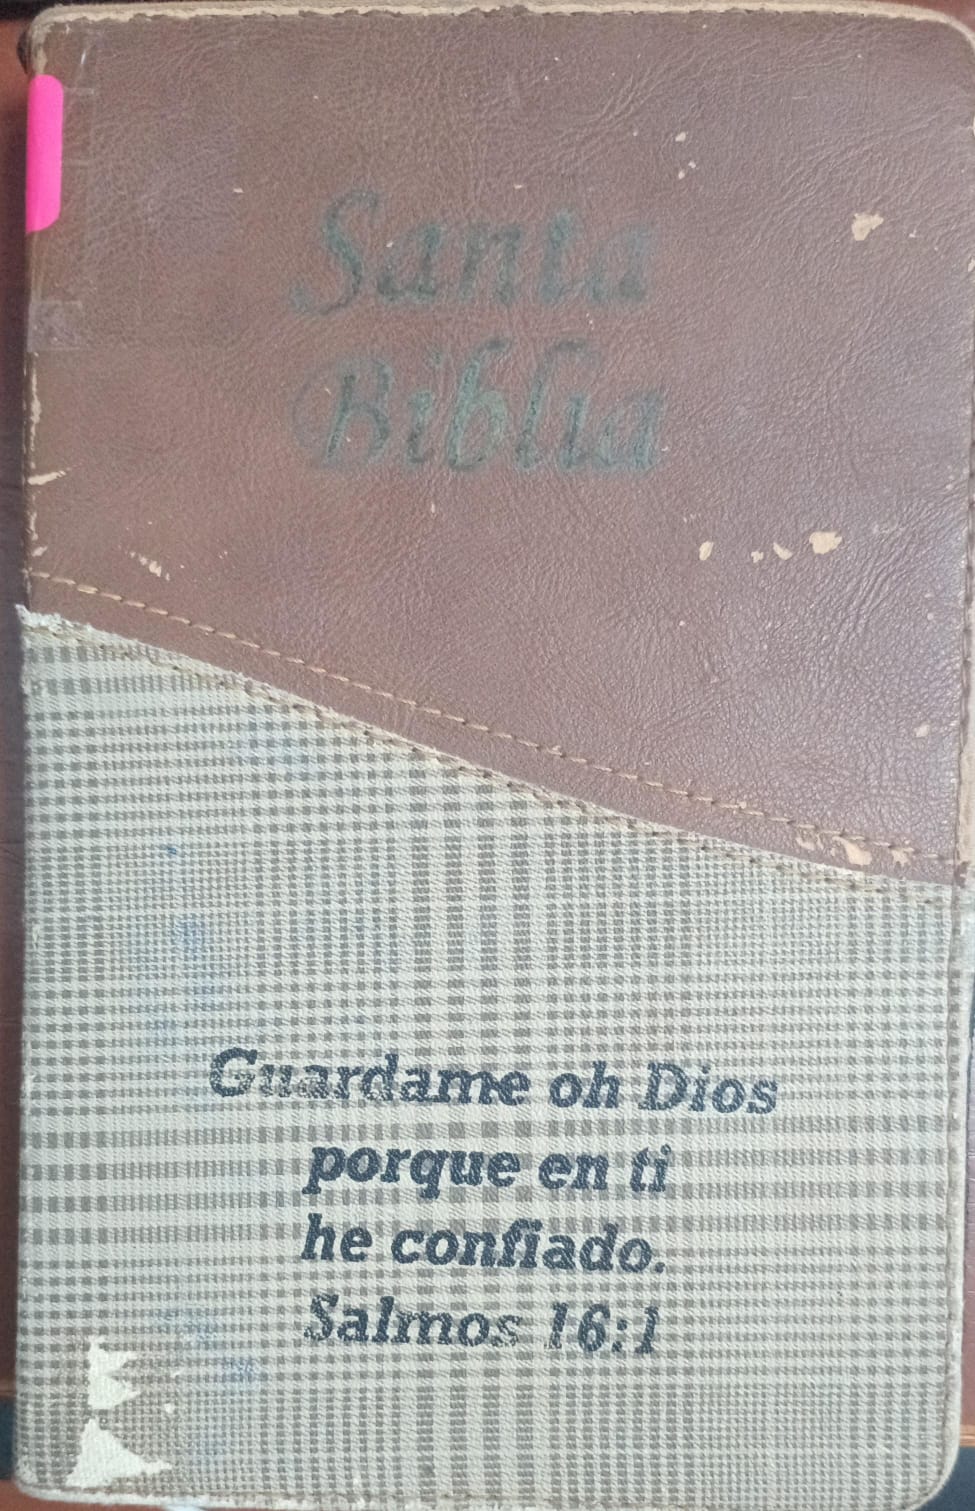 Santa
Biblia
Guardame oh Dios
porque en ti
he confiado.
Salmos 16:1